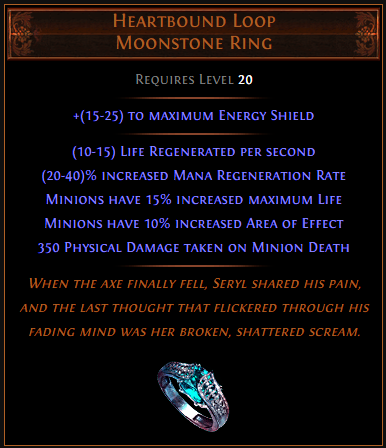 Heartbound Loop
Moonstone Ring
Requires Level 20
+(15-25) to maximum Energy Shield
(10-15) Life Regenerated per second
(20-40)% increased Mana Regeneration Rate
Minions have 15% increased maximum Life
Minions have 10% increased Area of Effect
350 Physical Damage taken on Minion Death
When the axe finally fell, Seryl shared his pain,
and the last thought that flickered through his
fading mind was her broken, shattered scream.